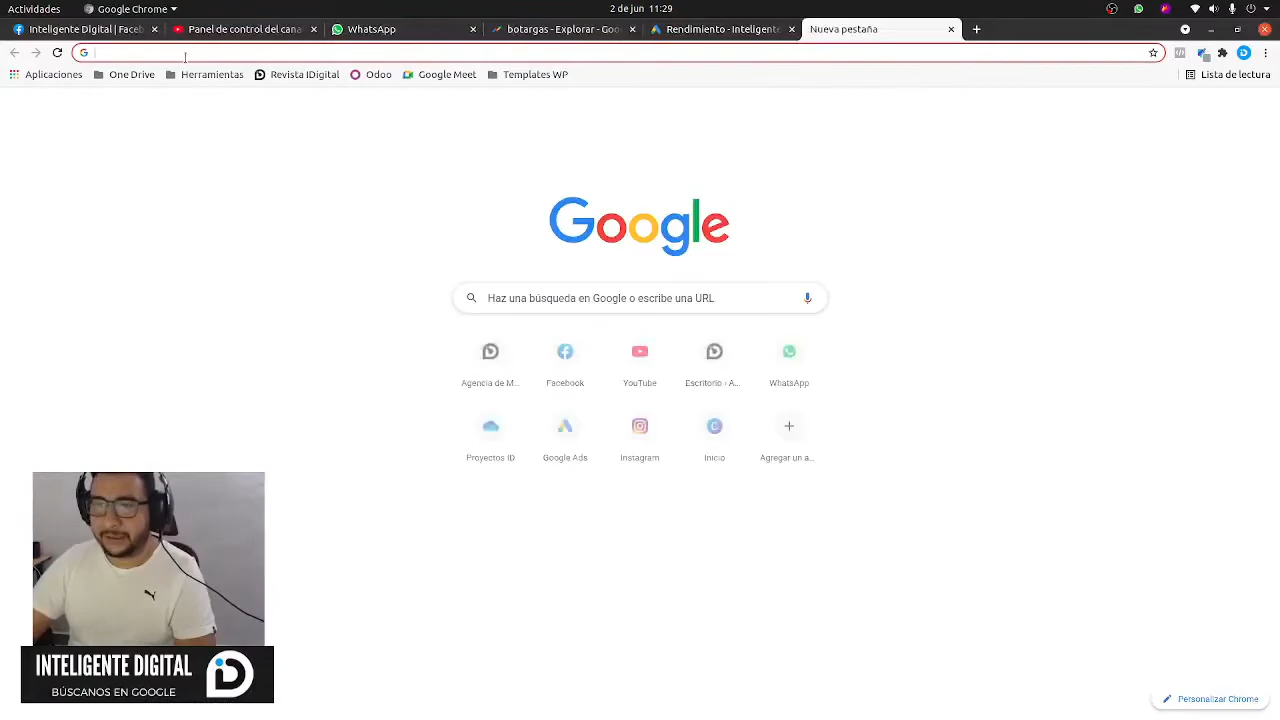 Actividades
Google Chrome
2 de jun 11:29
Inteligente Digital | Faceb
Panel de control del cana
WhatsApp
botargas - Explorar - Goo
Rendimiento - Inteligente
Nueva pestaña
Aplicaciones
One Drive
Herramientas
Revista IDigital
Odoo
Google Meet
Templates WP
Lista de lectura
Google
Haz una búsqueda en Google o escribe una URL
Agencia de M...
Facebook
YouTube
Escritorio ‹ A...
WhatsApp
Proyectos ID
Google Ads
Instagram
Inicio
Agregar un a...
INTELIGENTE DIGITAL
BÚSCANOS EN GOOGLE
Personalizar Chrome